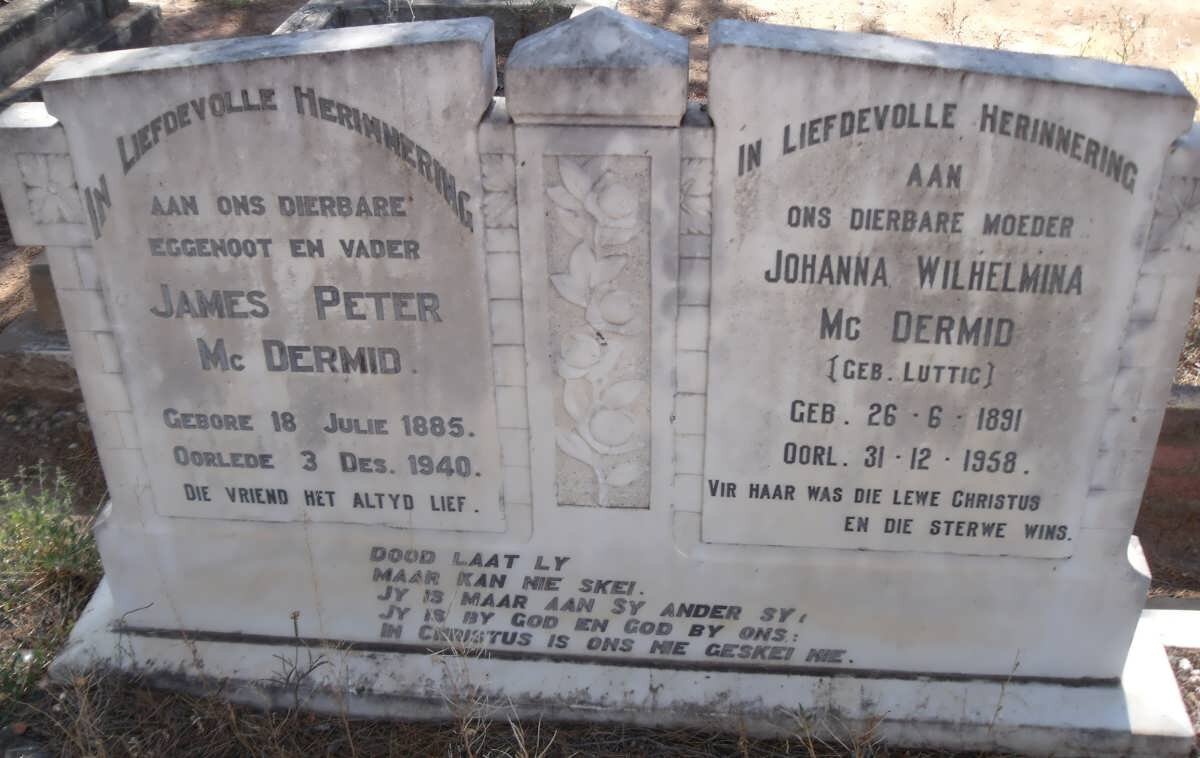 In Liefdevolle Herinnering
aan ons dierbare
eggenoot en vader
James Peter
Mc Dermid.
Gebore 18 Julie 1885.
Oorlede 3 Des. 1940.
Die vriend het altyd lief.
In Liefdevolle Herinnering
aan
ons dierbare moeder
Johanna Wilhelmina
Mc Dermid
(geb. Luttig)
Geb. 26 · 6 · 1891
Oorl. 31 · 12 · 1958.
Vir haar was die lewe Christus
en die sterwe wins.
Dood laat ly
maar kan nie skei.
Jy is maar aan Sy ander sy;
Jy is by God en God by ons:
In Christus is ons nie geskei nie.